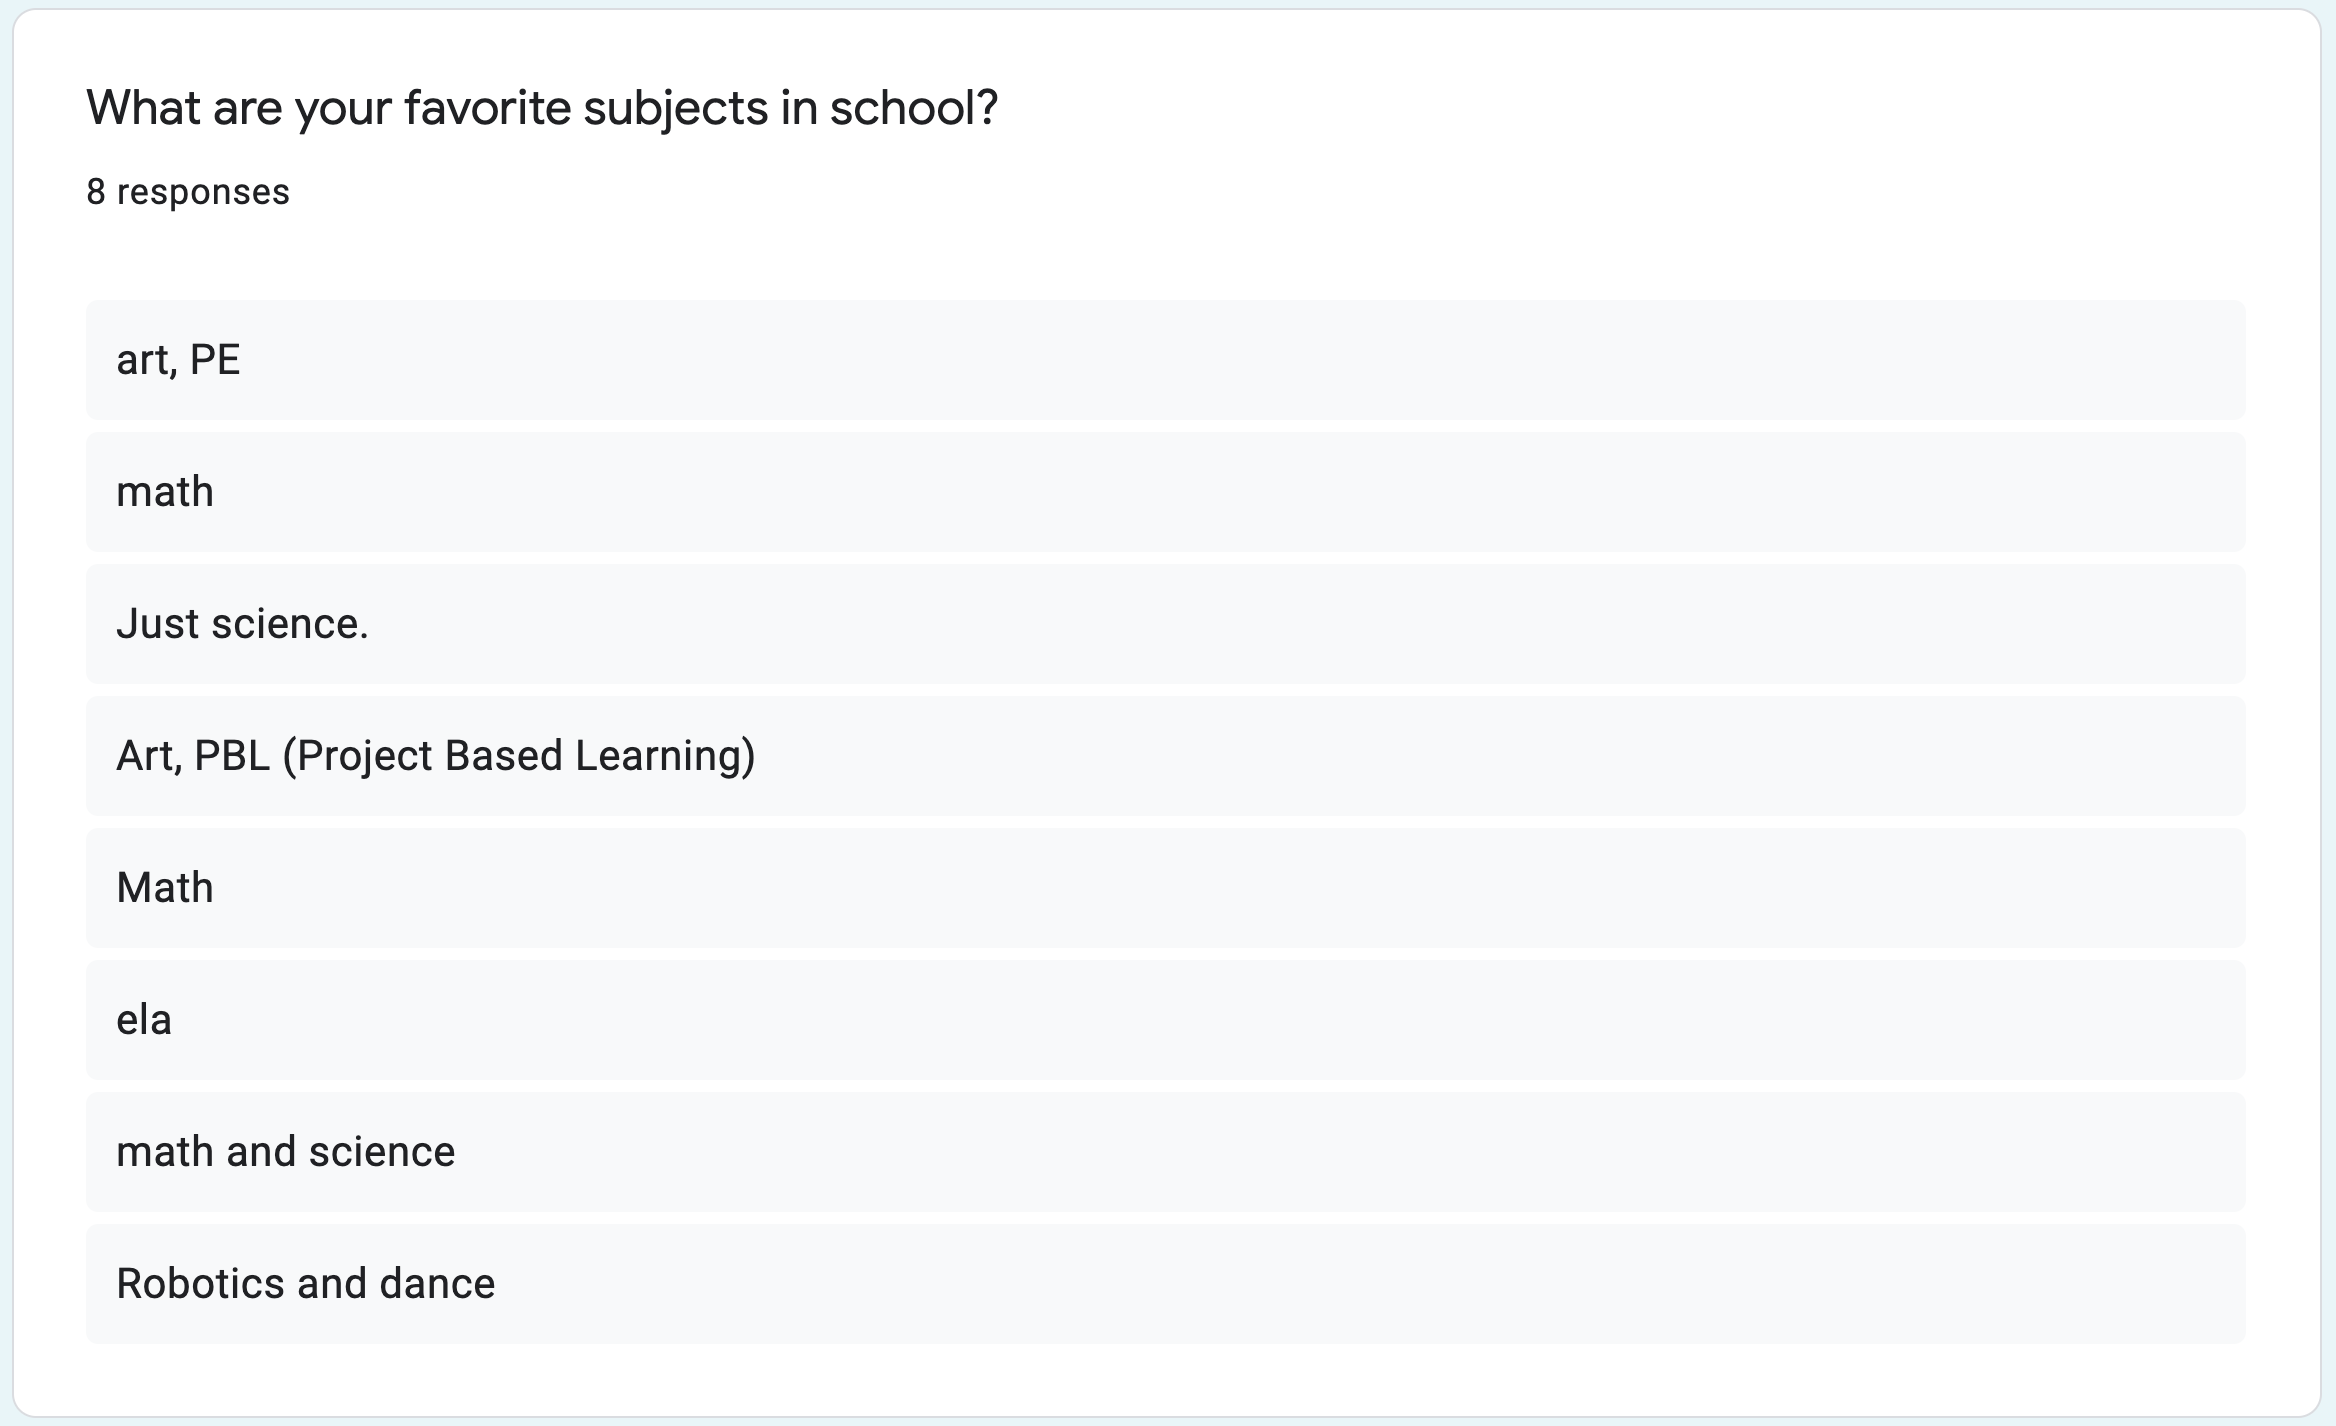 What are your favorite subjects in school?
8 responses
art, PE
math
Just science.
Art, PBL (Project Based Learning)
Math
ela
math and science
Robotics and dance